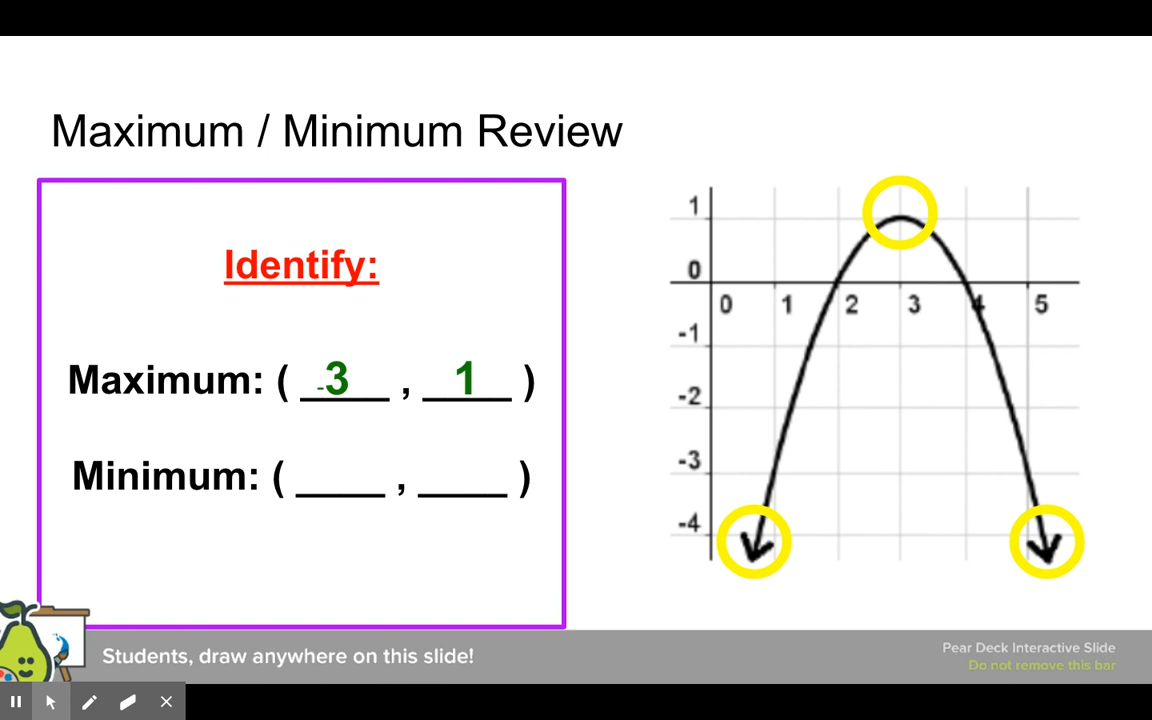 Maximum / Minimum Review
Identify:
Maximum: ( -3 , 1 )
Minimum: ( ____ , ____ )
1
0
0 1 2 3 4 5
-1
-2
-3
-4
Students, draw anywhere on this slide!
Pear Deck Interactive Slide
Do not remove this bar